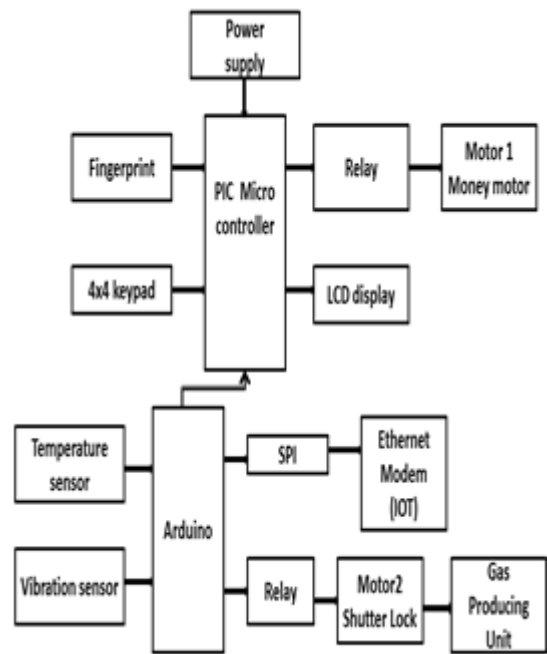 Power
supply
Fingerprint
PIC Micro
controller
Relay
Motor 1
Money motor
4x4 keypad
LCD display
Temperature
sensor
Arduino
SPI
Ethernet
Modem
(IOT)
Vibration sensor
Relay
Motor2
Shutter Lock
Gas
Producing
Unit